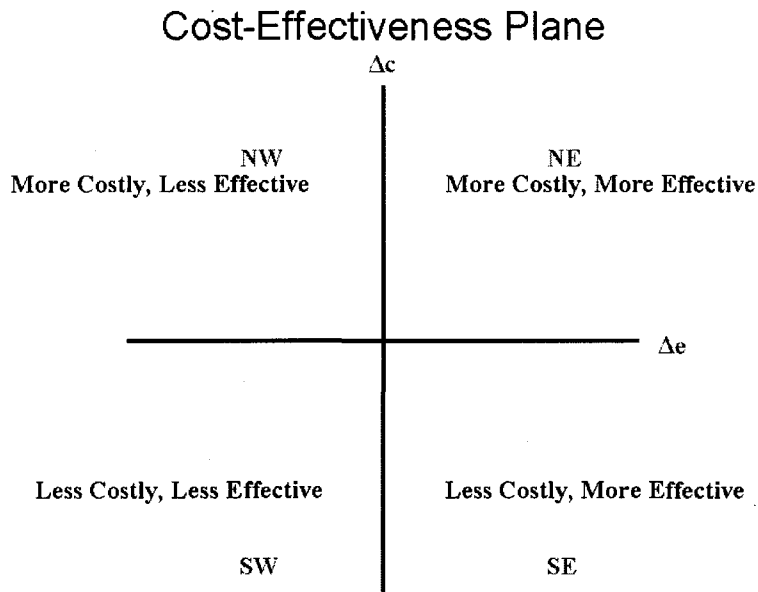 Cost-Effectiveness Plane
Δc
NW
More Costly, Less Effective
NE
More Costly, More Effective
Δe
Less Costly, Less Effective
SW
Less Costly, More Effective
SE